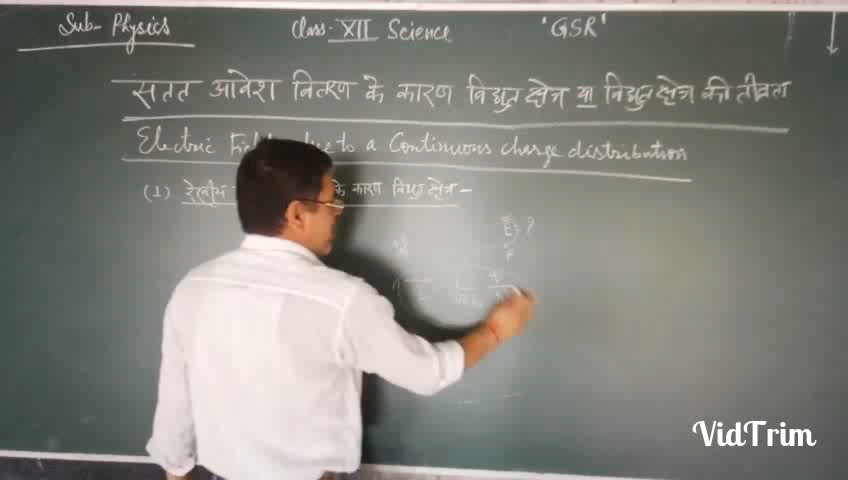 Sub- Physics Class- XII Science 'GSR'
सतत आवेश वितरण के कारण विद्युत क्षेत्र या विद्युत क्षेत्र की तीव्रता
Electric due to a Continuous charge distribution
(1) रेखीय के कारण विद्युत क्षेत्र -
VidTrim